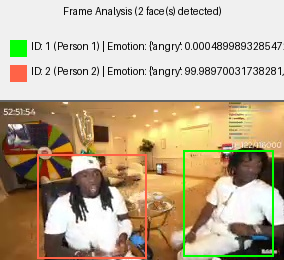 Frame Analysis (2 face(s) detected)
ID: 1 (Person 1) | Emotion: {'angry': 0.000489989328547
ID: 2 (Person 2) | Emotion: {'angry': 99.98970031738281,
52:51:54